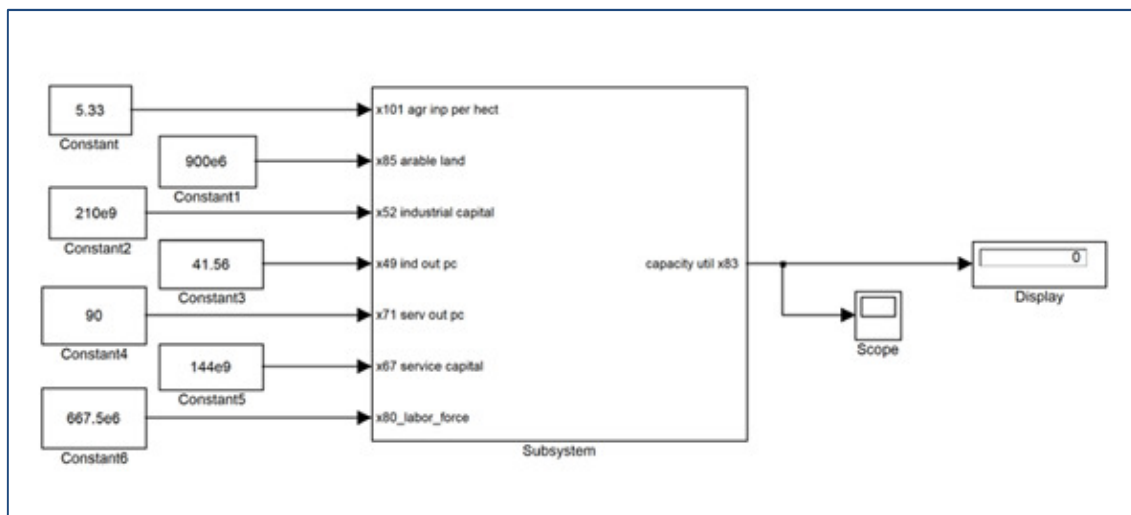 5.33
Constant
x101 agr inp per hect
900e6
Constant1
x85 arable land
210e9
Constant2
x52 industrial capital
41.56
Constant3
x49 ind out pc
90
Constant4
x71 serv out pc
144e9
Constant5
x67 service capital
667.5e6
Constant6
x80_labor_force
Subsystem
capacity util x83
0
Display
Scope